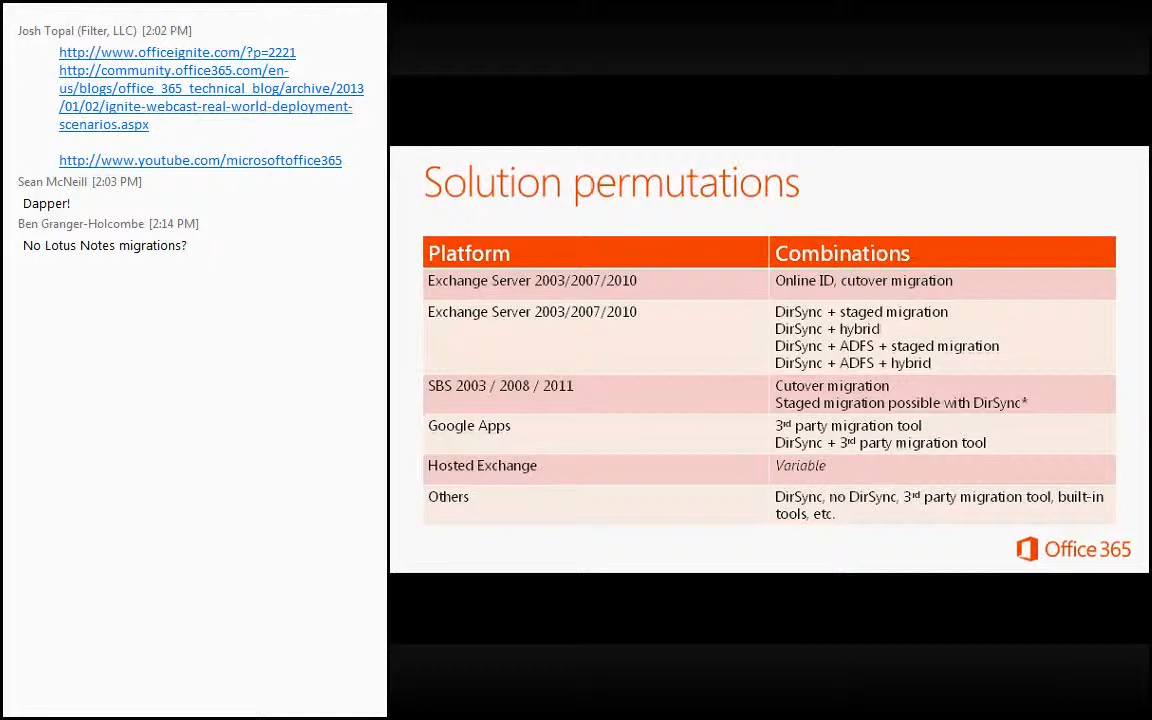 Josh Topal (Filter, LLC) [2:02 PM]
http://www.officeignite.com/?p=2221
http://community.office365.com/en-
us/blogs/office_365_technical_blog/archive/2013
/01/02/ignite-webcast-real-world-deployment-
scenarios.aspx
http://www.youtube.com/microsoftoffice365
Sean McNeill [2:03 PM]
Dapper!
Ben Granger-Holcombe [2:14 PM]
No Lotus Notes migrations?
Solution permutations
Platform Combinations
Exchange Server 2003/2007/2010 Online ID, cutover migration
Exchange Server 2003/2007/2010 DirSync + staged migration
DirSync + hybrid
DirSync + ADFS + staged migration
DirSync + ADFS + hybrid
SBS 2003 / 2008 / 2011 Cutover migration
Staged migration possible with DirSync*
Google Apps 3rd party migration tool
DirSync + 3rd party migration tool
Hosted Exchange Variable
Others DirSync, no DirSync, 3rd party migration tool, built-in
tools, etc.
Office 365